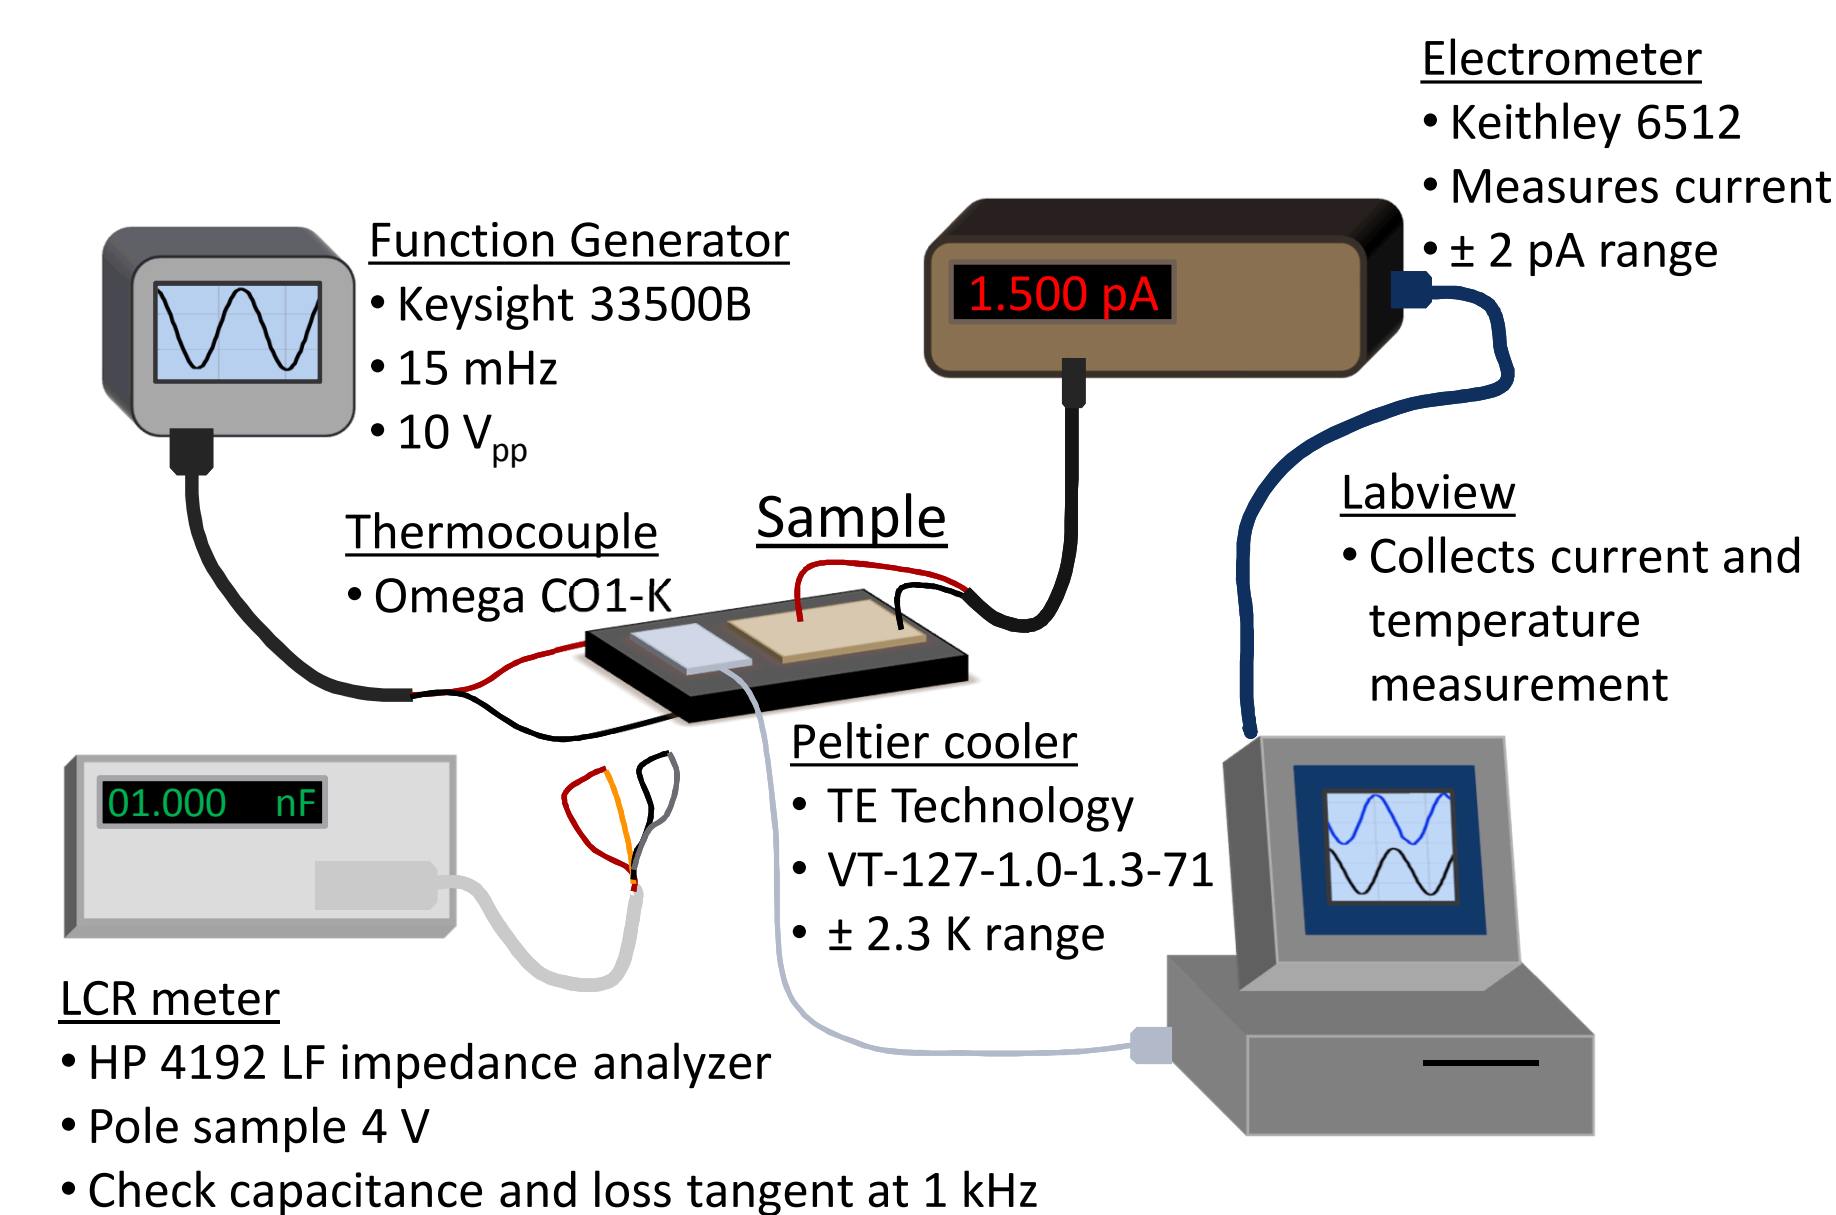 Electrometer
• Keithley 6512
• Measures current
• ± 2 pA range
Function Generator
• Keysight 33500B
• 15 mHz
• 10 Vpp
1.500 pA
Thermocouple
• Omega CO1-K
Sample
Labview
• Collects current and
temperature
measurement
Peltier cooler
• TE Technology
• VT-127-1.0-1.3-71
• ± 2.3 K range
01.000 nF
LCR meter
• HP 4192 LF impedance analyzer
• Pole sample 4 V
• Check capacitance and loss tangent at 1 kHz